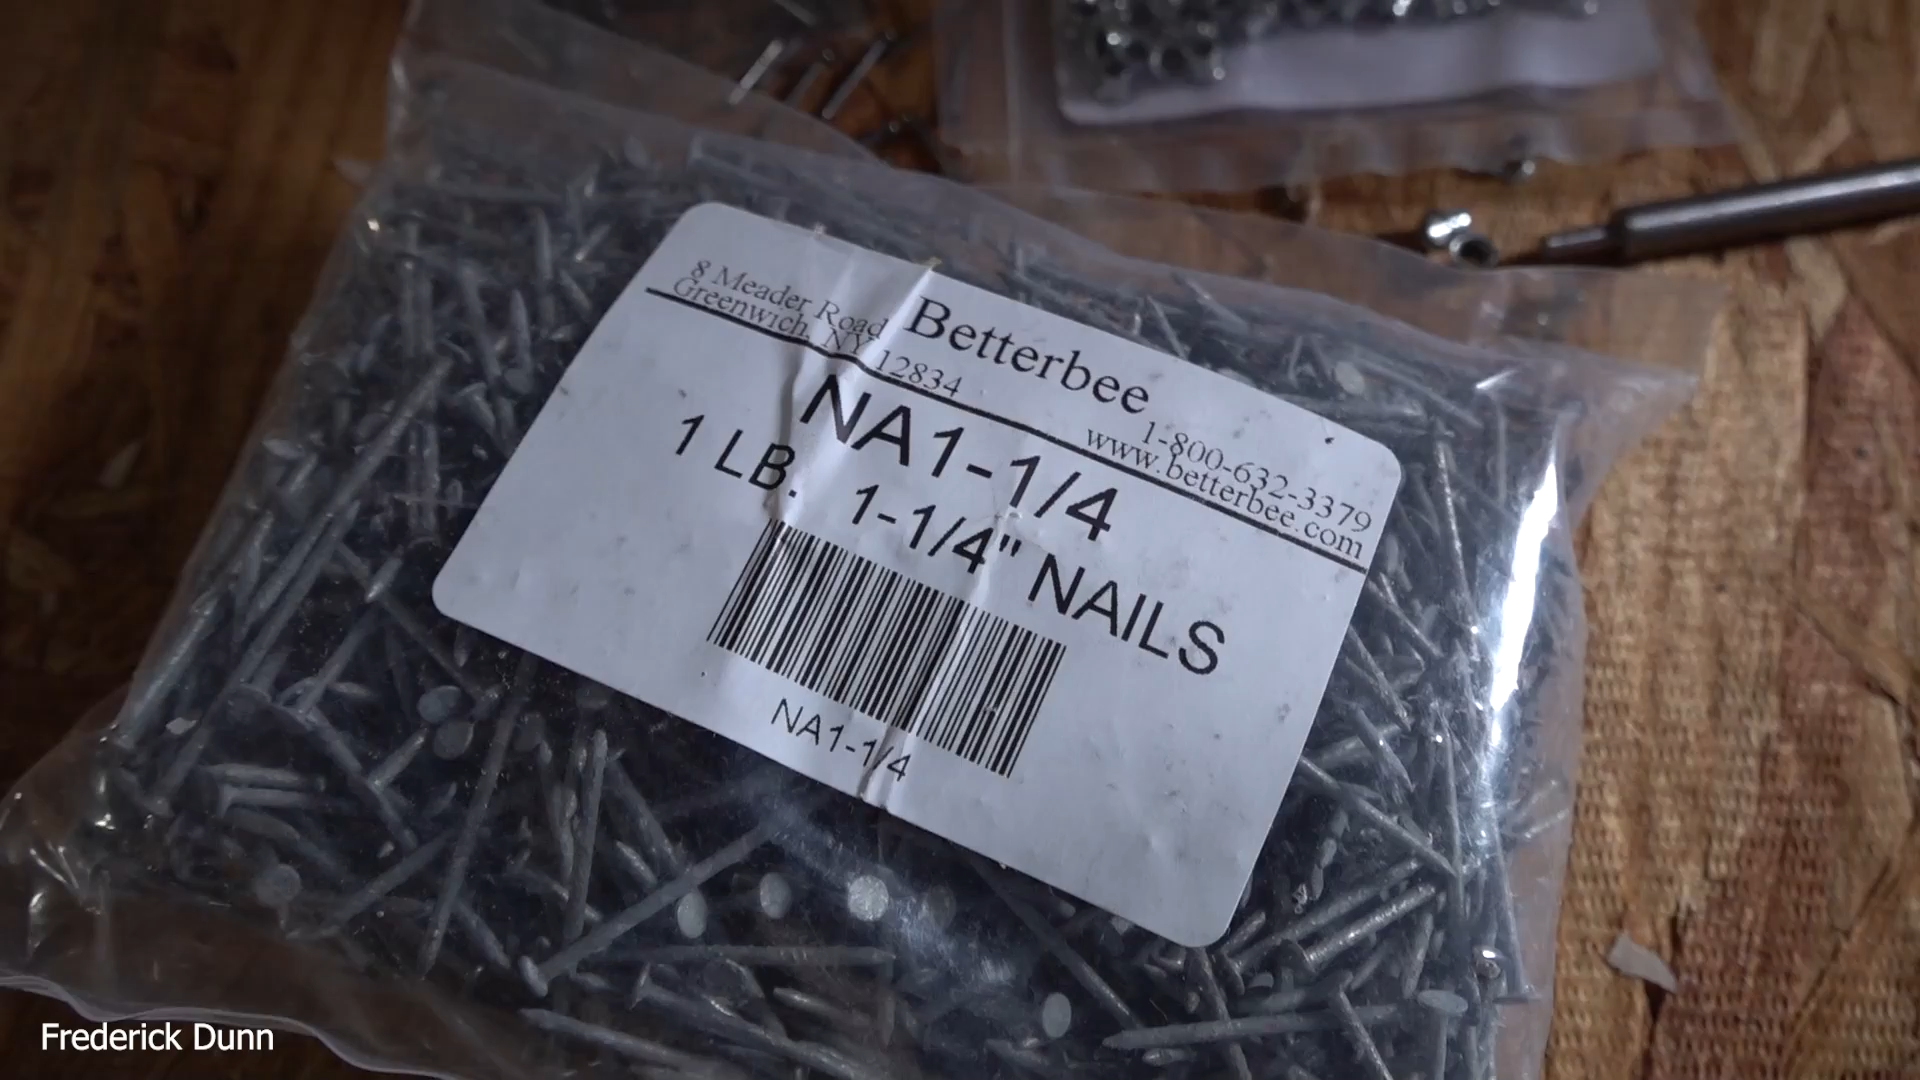 Betterbee
8 Meader Road
Greenwich, NY 12834
1-800-632-3379
www.betterbee.com
NA1-1/4
1 LB. 1-1/4" NAILS
NA1-1/4
Frederick Dunn